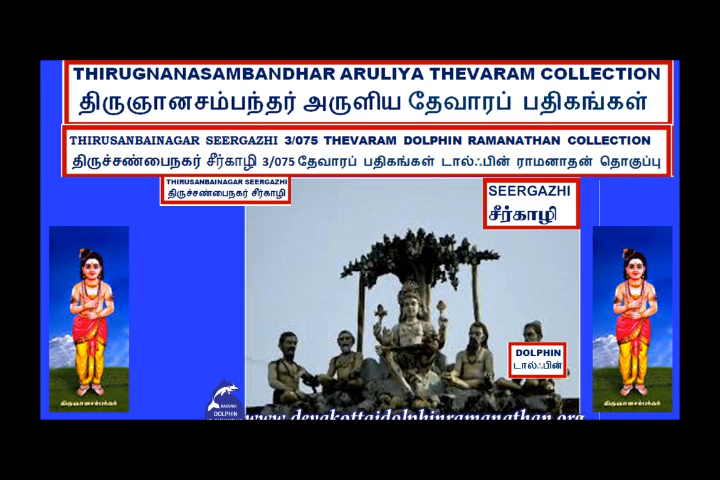 THIRUGNANASAMBANDHAR ARULIYA THEVARAM COLLECTION
திருஞானசம்பந்தர் அருளிய தேவாரப் பதிகங்கள்
THIRUSANBAINAGAR SEERGAZHI 3/075 THEVARAM DOLPHIN RAMANATHAN COLLECTION
திருச்சண்பைநகர் சீர்காழி 3/075 தேவாரப் பதிகங்கள் டால்ஃபின் ராமனாதன் தொகுப்பு
THIRUSANBAINAGAR SEERGAZHI
திருச்சண்பைநகர் சீர்காழி
SEERGAZHI
சீர்காழி
DOLPHIN
டால்ஃபின்
திருஞானசம்பந்தர்
திருஞானசம்பந்தர்
MADURAI
DOLPHIN
www.devakottaidolphinramanathan.org